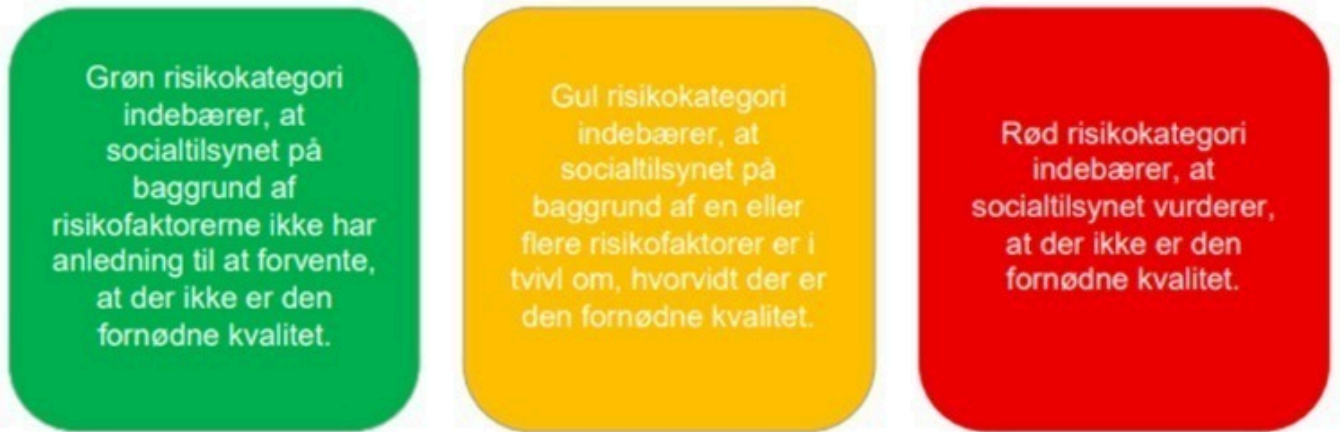 Grøn risikokategori
indebærer, at
socialtilsynet på
baggrund af
risikofaktorerne ikke har
anledning til at forvente,
at der ikke er den
fornødne kvalitet.
Gul risikokategori
indebærer, at
socialtilsynet på
baggrund af en eller
flere risikofaktorer er i
tvivl om, hvorvidt der er
den fornødne kvalitet.
Rød risikokategori
indebærer, at
socialtilsynet vurderer,
at der ikke er den
fornødne kvalitet.